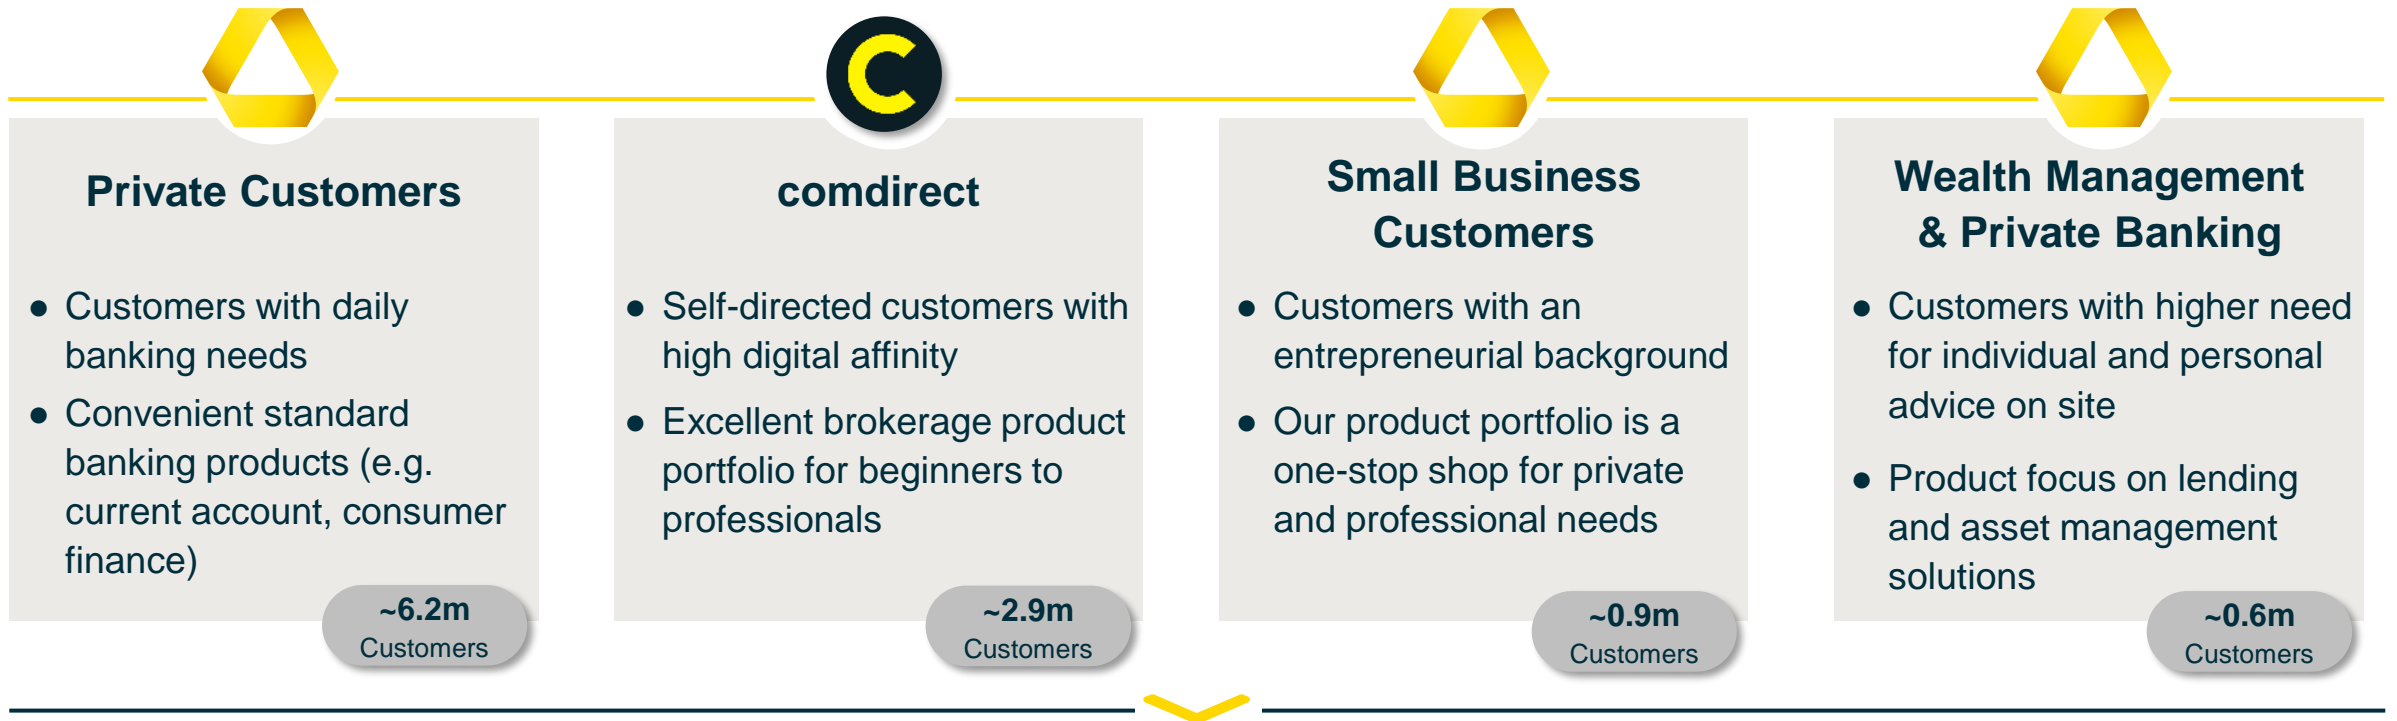 Private Customers
● Customers with daily
banking needs
● Convenient standard
banking products (e.g.
current account, consumer
finance)
~6.2m
Customers
comdirect
● Self-directed customers with
high digital affinity
● Excellent brokerage product
portfolio for beginners to
professionals
~2.9m
Customers
Small Business
Customers
● Customers with an
entrepreneurial background
● Our product portfolio is a
one-stop shop for private
and professional needs
~0.9m
Customers
Wealth Management
& Private Banking
● Customers with higher need
for individual and personal
advice on site
● Product focus on lending
and asset management
solutions
~0.6m
Customers